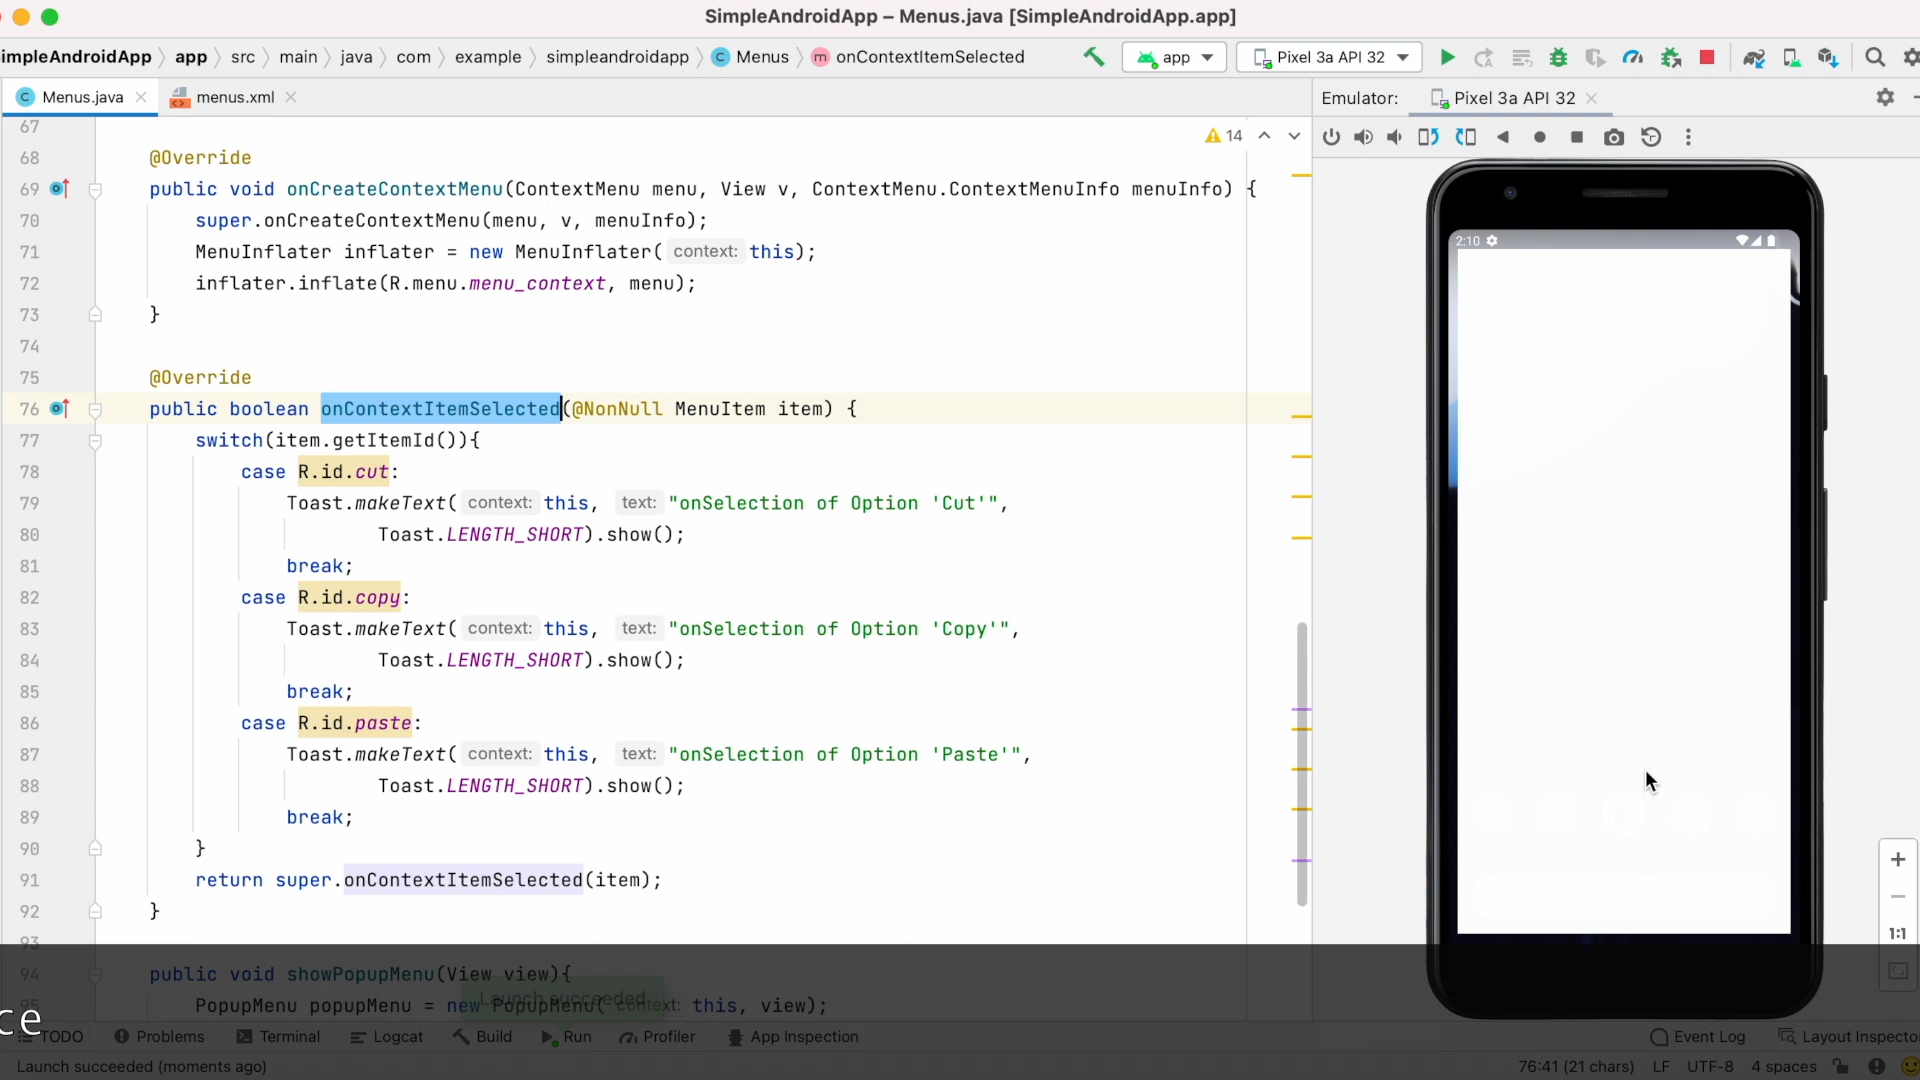 SimpleAndroidApp – Menus.java [SimpleAndroidApp.app]
impleAndroidApp app src main java com example simpleandroidapp C Menus m onContextItemSelected app Pixel 3a API 32
C Menus.java menus.xml Emulator: Pixel 3a API 32
14
67
68 @Override
69 public void onCreateContextMenu(ContextMenu menu, View v, ContextMenu.ContextMenuInfo menuInfo) {
70 super.onCreateContextMenu(menu, v, menuInfo);
71 MenuInflater inflater = new MenuInflater( context: this);
72 inflater.inflate(R.menu.menu_context, menu);
73 }
74
75 @Override
76 public boolean onContextItemSelected(@NonNull MenuItem item) {
77 switch(item.getItemId()){
78 case R.id.cut:
79 Toast.makeText( context: this, text: "onSelection of Option 'Cut'",
80 Toast.LENGTH_SHORT).show();
81 break;
82 case R.id.copy:
83 Toast.makeText( context: this, text: "onSelection of Option 'Copy'",
84 Toast.LENGTH_SHORT).show();
85 break;
86 case R.id.paste:
87 Toast.makeText( context: this, text: "onSelection of Option 'Paste'",
88 Toast.LENGTH_SHORT).show();
89 break;
90 }
91 return super.onContextItemSelected(item);
92 }
93
94 public void showPopupMenu(View view){
95 PopupMenu popupMenu = new PopupMenu( context: this, view);
Launch succeeded
2:10
1:1
ce
TODO Problems Terminal Logcat Build Run Profiler App Inspection Event Log Layout Inspecto
Launch succeeded (moments ago) 76:41 (21 chars) LF UTF-8 4 spaces